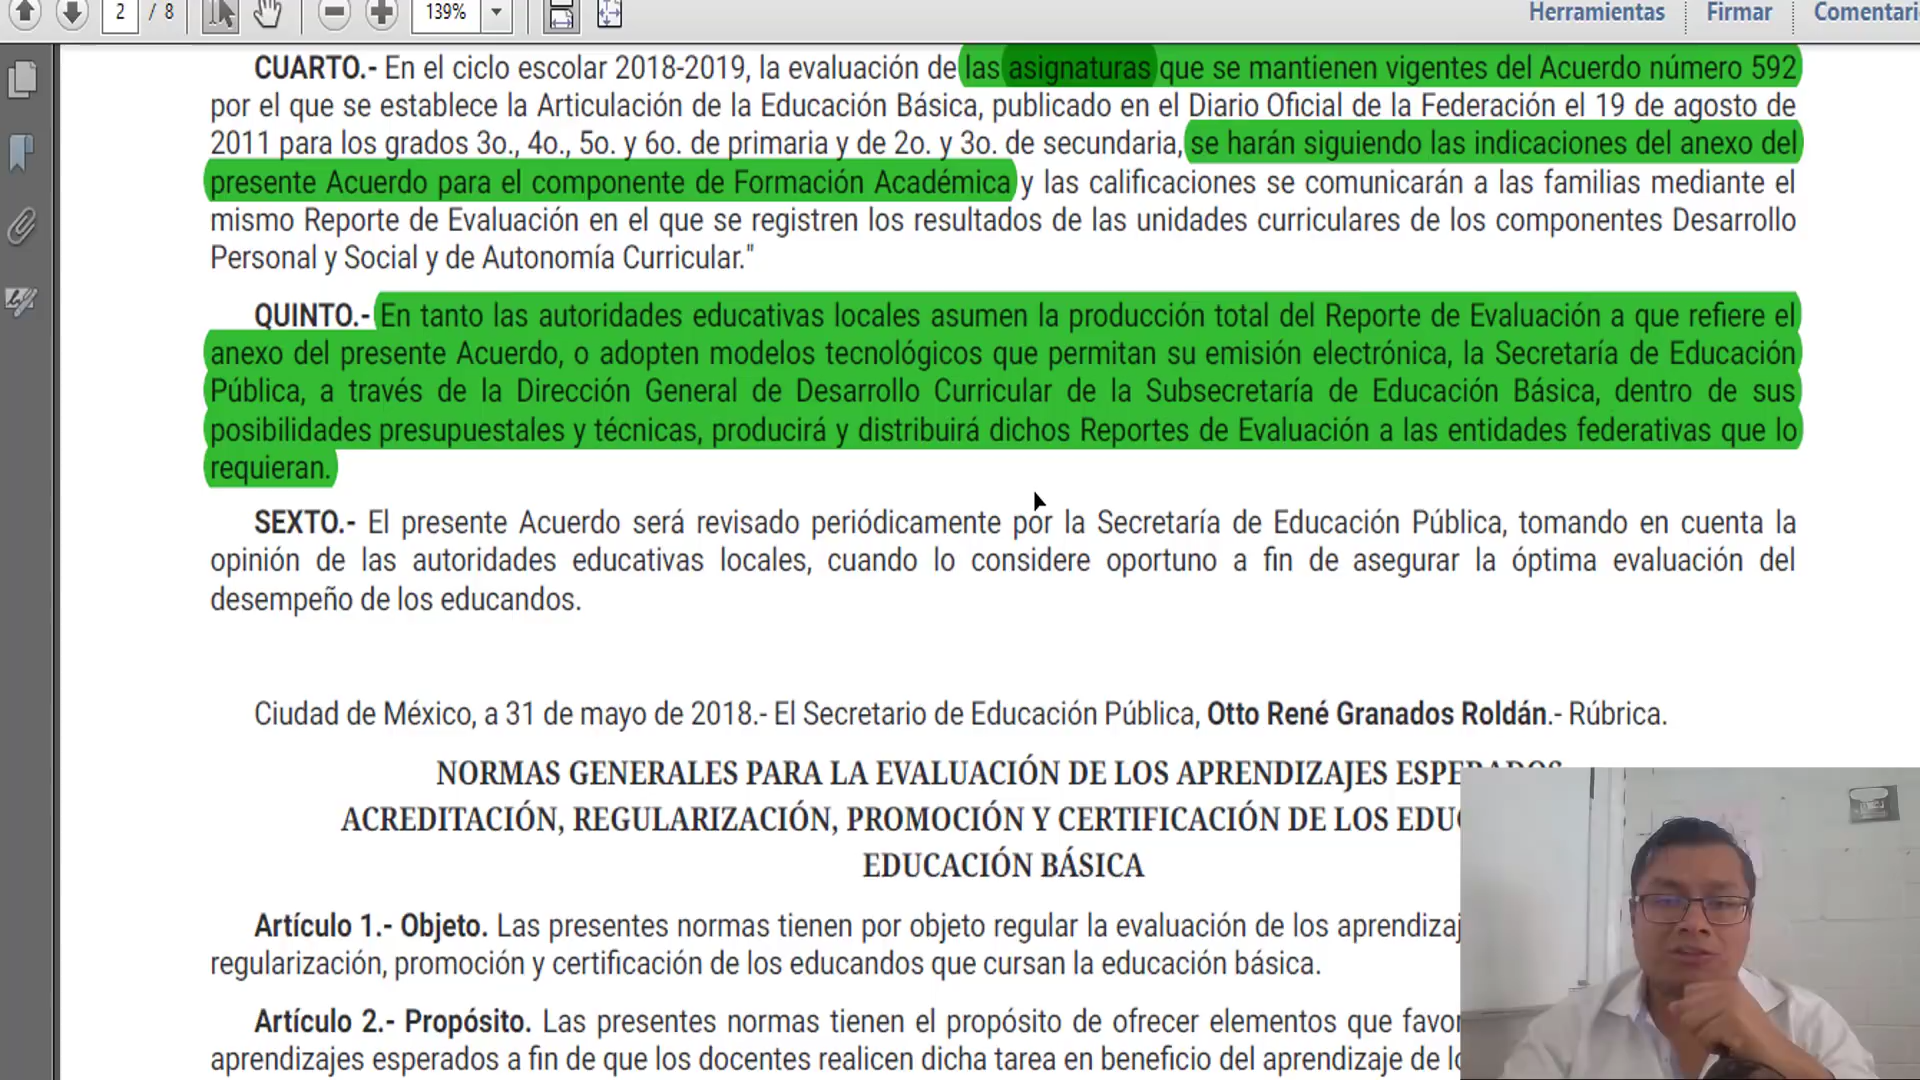 2 / 8 139% Herramientas Firmar Comentari
CUARTO.- En el ciclo escolar 2018-2019, la evaluación de las asignaturas que se mantienen vigentes del Acuerdo número 592
por el que se establece la Articulación de la Educación Básica, publicado en el Diario Oficial de la Federación el 19 de agosto de
2011 para los grados 3o., 4o., 5o. y 6o. de primaria y de 2o. y 3o. de secundaria, se harán siguiendo las indicaciones del anexo del
presente Acuerdo para el componente de Formación Académica y las calificaciones se comunicarán a las familias mediante el
mismo Reporte de Evaluación en el que se registren los resultados de las unidades curriculares de los componentes Desarrollo
Personal y Social y de Autonomía Curricular."
QUINTO.- En tanto las autoridades educativas locales asumen la producción total del Reporte de Evaluación a que refiere el
anexo del presente Acuerdo, o adopten modelos tecnológicos que permitan su emisión electrónica, la Secretaría de Educación
Pública, a través de la Dirección General de Desarrollo Curricular de la Subsecretaría de Educación Básica, dentro de sus
posibilidades presupuestales y técnicas, producirá y distribuirá dichos Reportes de Evaluación a las entidades federativas que lo
requieran.
SEXTO.- El presente Acuerdo será revisado periódicamente por la Secretaría de Educación Pública, tomando en cuenta la
opinión de las autoridades educativas locales, cuando lo considere oportuno a fin de asegurar la óptima evaluación del
desempeño de los educandos.
Ciudad de México, a 31 de mayo de 2018.- El Secretario de Educación Pública, Otto René Granados Roldán.- Rúbrica.
NORMAS GENERALES PARA LA EVALUACIÓN DE LOS APRENDIZAJES ESPERADOS
ACREDITACIÓN, REGULARIZACIÓN, PROMOCIÓN Y CERTIFICACIÓN DE LOS EDUC
EDUCACIÓN BÁSICA
Artículo 1.- Objeto. Las presentes normas tienen por objeto regular la evaluación de los aprendizaj
regularización, promoción y certificación de los educandos que cursan la educación básica.
Artículo 2.- Propósito. Las presentes normas tienen el propósito de ofrecer elementos que favor
aprendizajes esperados a fin de que los docentes realicen dicha tarea en beneficio del aprendizaje de lo